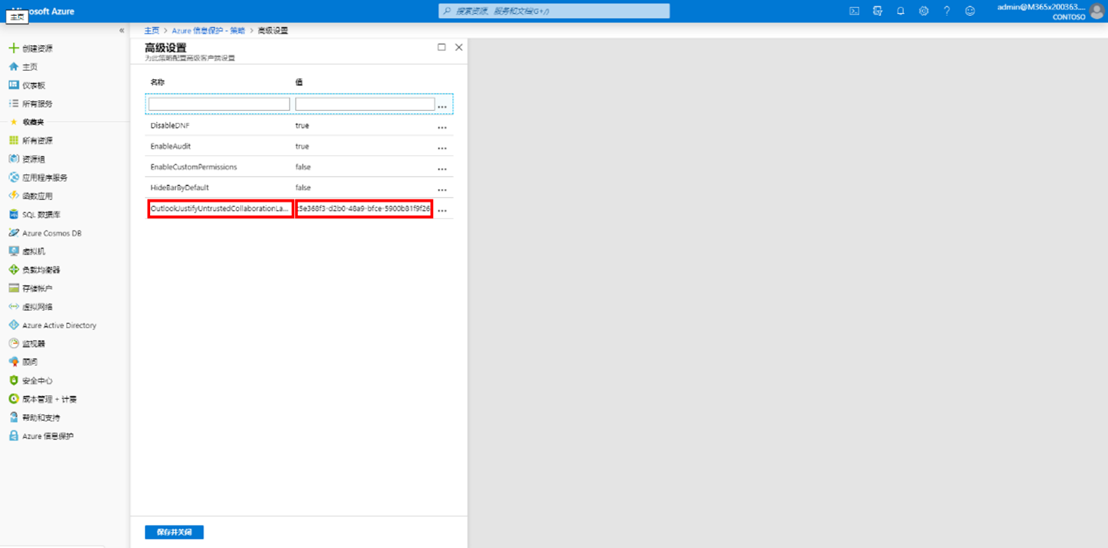 Microsoft Azure
主页
搜索资源、服务和文档(G+/)
admin@M365x200363....
CONTOSO
«
创建资源
主页
仪表板
所有服务
收藏夹
所有资源
资源组
应用程序服务
函数应用
SQL 数据库
Azure Cosmos DB
虚拟机
负载均衡器
存储帐户
虚拟网络
Azure Active Directory
监视器
顾问
安全中心
成本管理 + 计费
帮助和支持
Azure 信息保护
主页 > Azure 信息保护 - 策略 > 高级设置
高级设置
为此策略配置高级客户端设置
名称 值
...
DisableDNF true ...
EnableAudit true ...
EnableCustomPermissions false ...
HideBarByDefault false ...
OutlookJustifyUntrustedCollaborationLa... c5e368f3-d2b0-48a9-bfce-5900b81f9f26 ...
保存并关闭